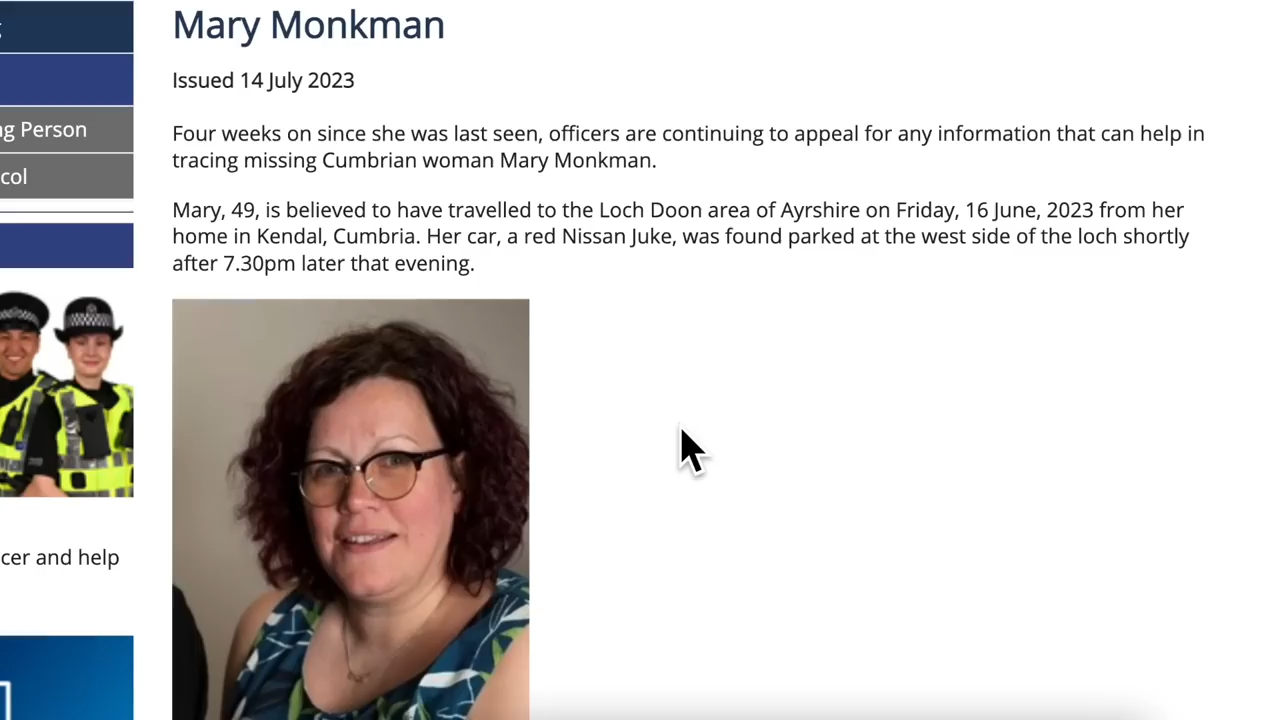 Mary Monkman
Issued 14 July 2023
Four weeks on since she was last seen, officers are continuing to appeal for any information that can help in
tracing missing Cumbrian woman Mary Monkman.
Mary, 49, is believed to have travelled to the Loch Doon area of Ayrshire on Friday, 16 June, 2023 from her
home in Kendal, Cumbria. Her car, a red Nissan Juke, was found parked at the west side of the loch shortly
after 7.30pm later that evening.
g Person
col
cer and help